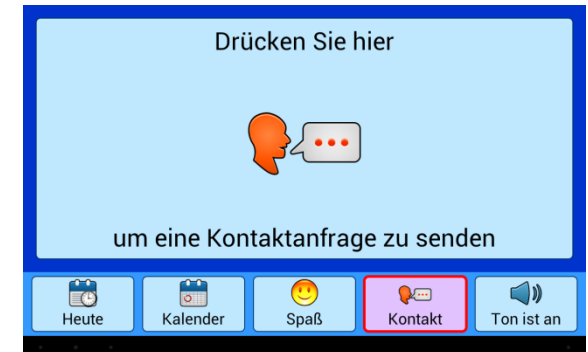 Drücken Sie hier
um eine Kontaktanfrage zu senden
Heute
Kalender
Spaß
Kontakt
Ton ist an